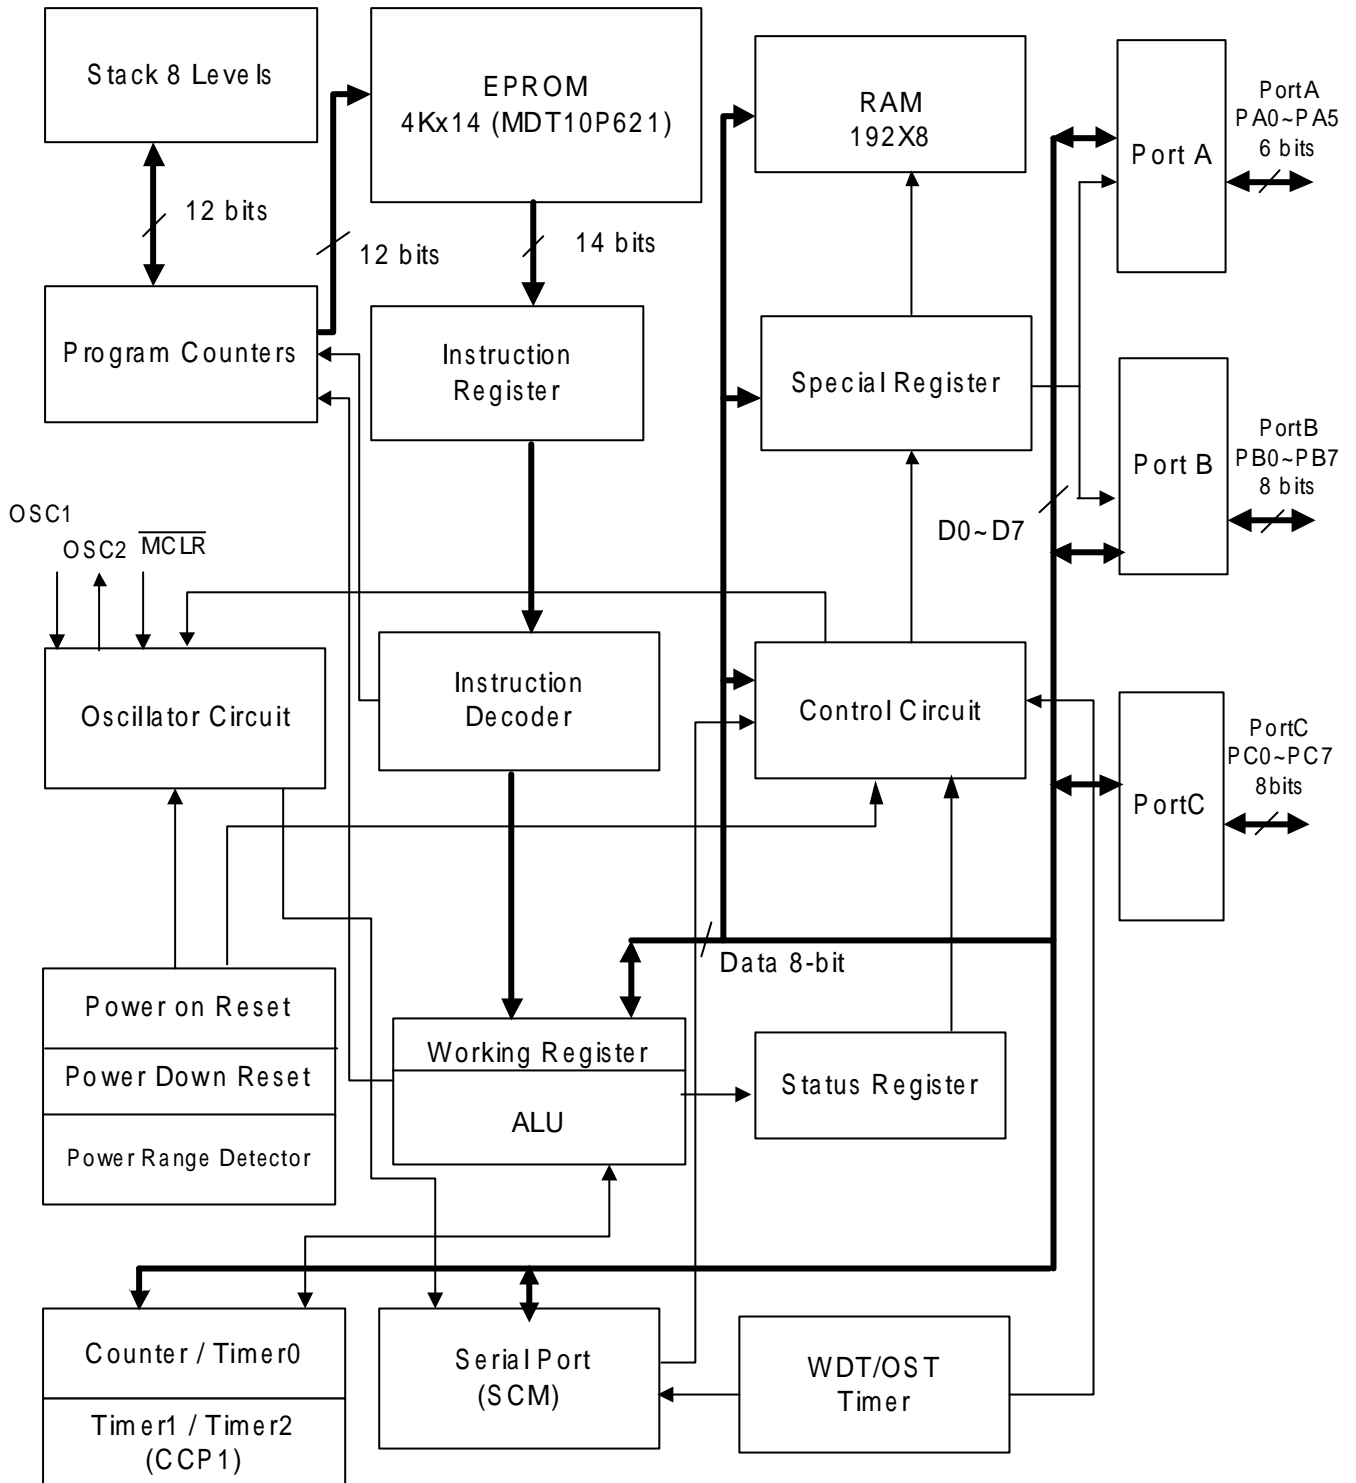 Stack 8 Levels
EPROM
4Kx14 (MDT10P621)
RAM
192X8
Port A
PortA
PA0~PA5
6 bits
12 bits
12 bits
14 bits
Program Counters
Instruction
Register
Special Register
Port B
PortB
PB0~PB7
8 bits
D0~D7
OSC1
OSC2
MCLR
Oscillator Circuit
Instruction
Decoder
Control Circuit
PortC
PortC
PC0~PC7
8bits
Data 8-bit
Power on Reset
Power Down Reset
Power Range Detector
Working Register
ALU
Status Register
Counter / Timer0
Timer1 / Timer2
(CCP1)
Serial Port
(SCM)
WDT/OST
Timer